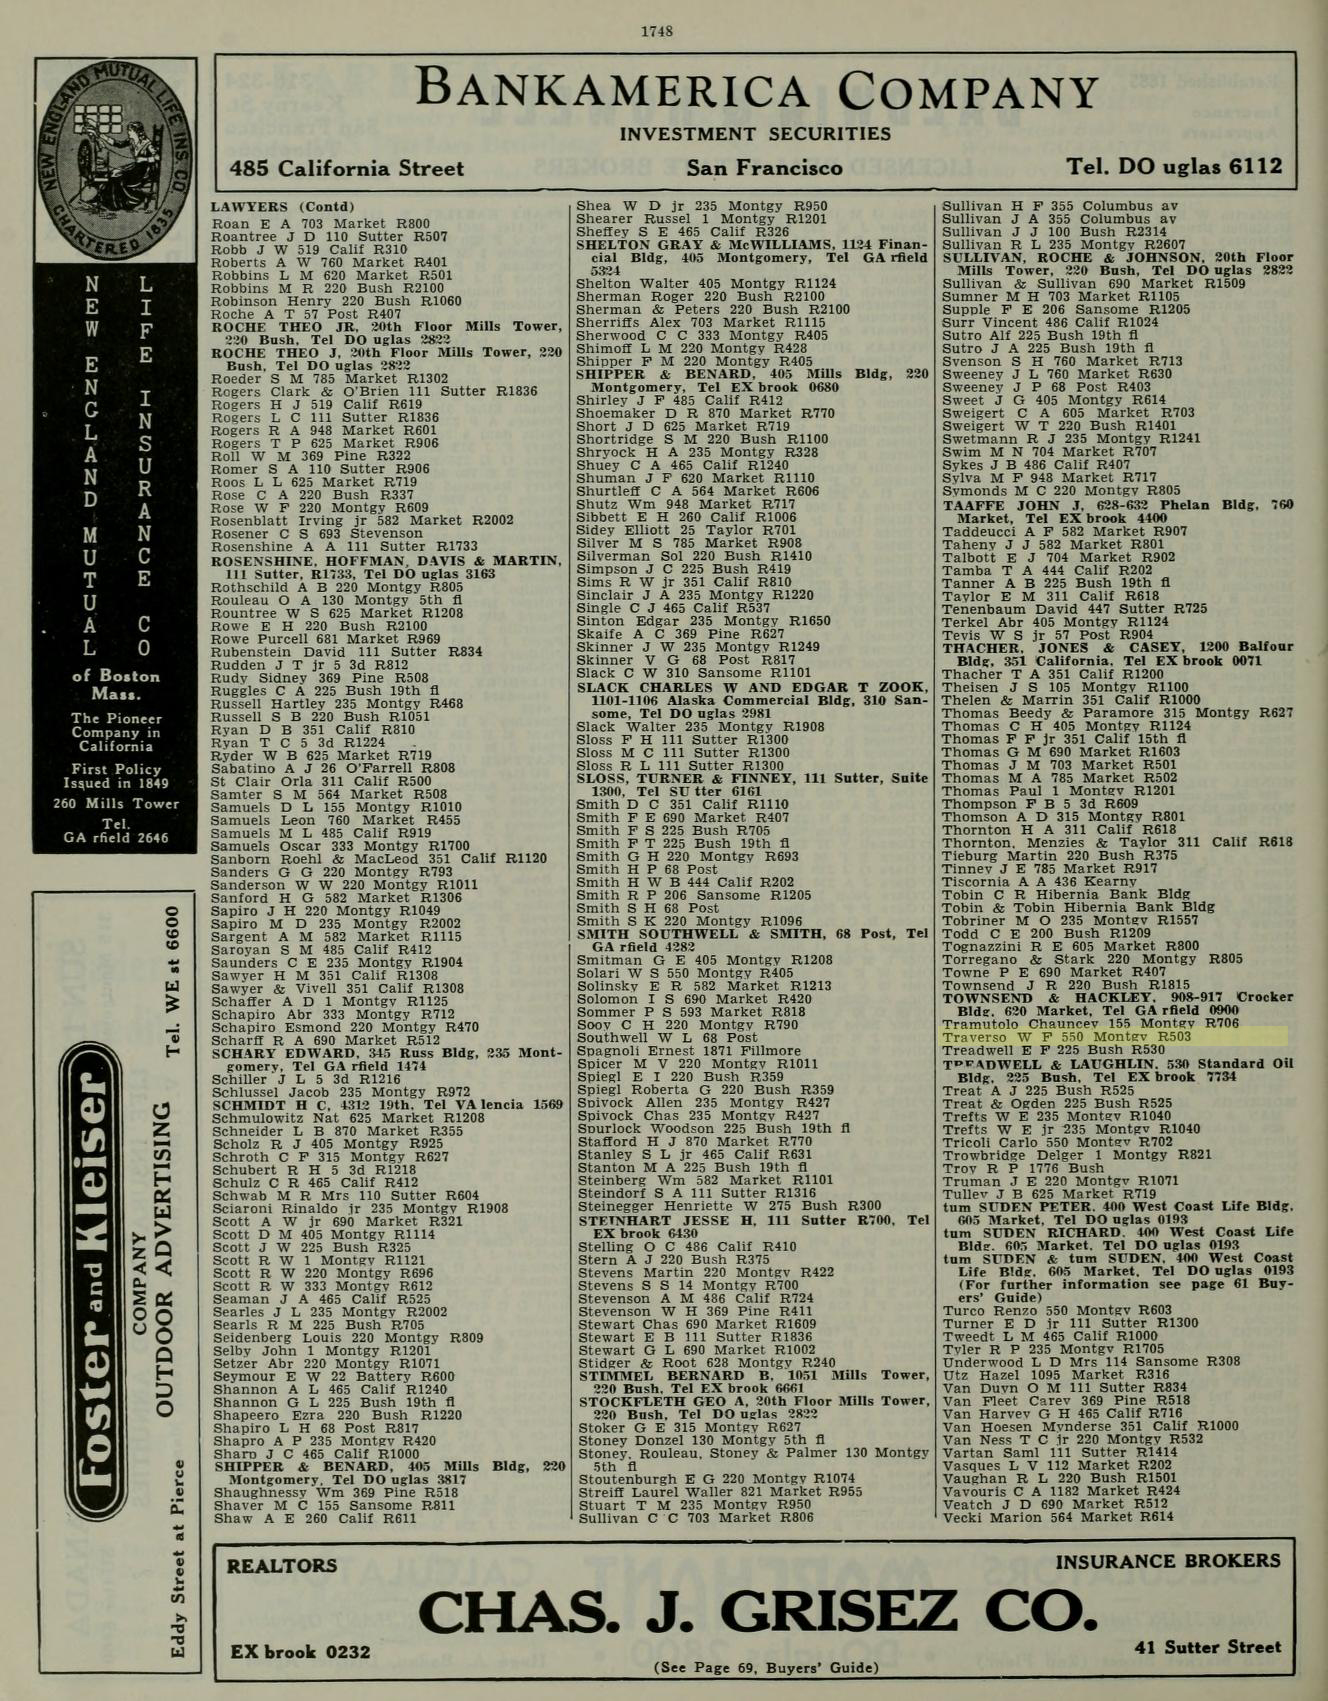 1748
NEW ENGLAND MUTUAL LIFE INS. CO.
CHARTERED 1835
NEW ENGLAND MUTUAL
LIFE INSURANCE CO
of Boston
Mass.
The Pioneer
Company in
California
First Policy
Issued in 1849
260 Mills Tower
Tel.
GA rfield 2646
Foster and Kleiser
COMPANY
OUTDOOR ADVERTISING
Eddy Street at Pierce
Tel. WE st 6600
BANKAMERICA COMPANY
INVESTMENT SECURITIES
485 California Street San Francisco Tel. DO uglas 6112
LAWYERS (Contd)
Roan E A 703 Market R800
Roantree J D 110 Sutter R507
Robb J W 519 Calif R310
Roberts A W 760 Market R401
Robbins L M 620 Market R501
Robbins M R 220 Bush R2100
Robinson Henry 220 Bush R1060
Roche A T 57 Post R407
ROCHE THEO JR, 20th Floor Mills Tower,
220 Bush, Tel DO uglas 2822
ROCHE THEO J, 20th Floor Mills Tower, 220
Bush, Tel DO uglas 2822
Roeder S M 785 Market R1302
Rogers Clark & O'Brien 111 Sutter R1836
Rogers H J 519 Calif R619
Rogers L C 111 Sutter R1836
Rogers R A 948 Market R601
Rogers T P 625 Market R906
Roll W M 369 Pine R322
Romer S A 110 Sutter R906
Roos L L 625 Market R719
Rose C A 220 Bush R337
Rose W F 220 Montgy R609
Rosenblatt Irving jr 582 Market R2002
Rosener C S 693 Stevenson
Rosenshine A A 111 Sutter R1733
ROSENSHINE, HOFFMAN, DAVIS & MARTIN,
111 Sutter, R1733, Tel DO uglas 3163
Rothschild A B 220 Montgy R805
Rouleau O A 130 Montgy 5th fl
Rountree W S 625 Market R1208
Rowe E H 220 Bush R2100
Rowe Purcell 681 Market R969
Rubenstein David 111 Sutter R834
Rudden J T jr 5 3d R812
Rudy Sidney 369 Pine R508
Ruggles C A 225 Bush 19th fl
Russell Hartley 235 Montgy R468
Russell S B 220 Bush R1051
Ryan D B 351 Calif R810
Ryan T C 5 3d R1224
Ryder W B 625 Market R719
Sabatino A J 26 O'Farrell R808
St Clair Orla 311 Calif R500
Samter S M 564 Market R508
Samuels D L 155 Montgy R1010
Samuels Leon 760 Market R455
Samuels M L 485 Calif R919
Samuels Oscar 333 Montgy R1700
Sanborn Roehl & MacLeod 351 Calif R1120
Sanders G G 220 Montgy R793
Sanderson W W 220 Montgy R1011
Sanford H G 582 Market R1306
Sapiro J H 220 Montgy R1049
Sapiro M D 235 Montgy R2002
Sargent A M 582 Market R1115
Saroyan S M 485 Calif R412
Saunders C E 235 Montgy R1904
Sawyer H M 351 Calif R1308
Sawyer & Vivell 351 Calif R1308
Schaffer A D 1 Montgy R1125
Schapiro Abr 333 Montgy R712
Schapiro Esmond 220 Montgy R470
Scharff R A 690 Market R512
SCHARY EDWARD, 345 Russ Bldg, 235 Mont-
gomery, Tel GA rfield 1474
Schiller J L 5 3d R1216
Schlussel Jacob 235 Montgy R972
SCHMIDT H C, 4312 19th, Tel VA lencia 1569
Schmulowitz Nat 625 Market R1208
Schneider L B 870 Market R355
Scholz R J 405 Montgy R925
Schroth C F 315 Montgy R627
Schubert R H 5 3d R1218
Schulz C R 465 Calif R412
Schwab M R Mrs 110 Sutter R604
Sciaroni Rinaldo jr 235 Montgy R1908
Scott A W jr 690 Market R321
Scott D M 405 Montgy R1114
Scott J W 225 Bush R325
Scott R W 1 Montgy R1121
Scott R W 220 Montgy R696
Scott R W 333 Montgy R612
Seaman J A 465 Calif R525
Searles J L 235 Montgy R2002
Searls R M 225 Bush R705
Seidenberg Louis 220 Montgy R809
Selby John 1 Montgy R1201
Setzer Abr 220 Montgy R1071
Seymour E W 22 Battery R600
Shannon A L 465 Calif R1240
Shannon G L 225 Bush 19th fl
Shapeero Ezra 220 Bush R1220
Shapiro L H 68 Post R817
Shapro A P 235 Montgy R420
Sharp J C 465 Calif R1000
SHIPPER & BENARD, 405 Mills Bldg, 220
Montgomery, Tel DO uglas 3817
Shaughnessy Wm 369 Pine R518
Shaver M C 155 Sansome R811
Shaw A E 260 Calif R611
Shea W D jr 235 Montgy R950
Shearer Russel 1 Montgy R1201
Sheffey S E 465 Calif R326
SHELTON GRAY & McWILLIAMS, 1124 Finan-
cial Bldg, 405 Montgomery, Tel GA rfield
5324
Shelton Walter 405 Montgy R1124
Sherman Roger 220 Bush R2100
Sherman & Peters 220 Bush R2100
Sherriffs Alex 703 Market R1115
Sherwood C C 333 Montgy R405
Shimoff L M 220 Montgy R428
Shipper F M 220 Montgy R405
SHIPPER & BENARD, 405 Mills Bldg, 220
Montgomery, Tel EX brook 0680
Shirley J F 485 Calif R412
Shoemaker D R 870 Market R770
Short J D 625 Market R719
Shortridge S M 220 Bush R1100
Shryock H A 235 Montgy R328
Shuey C A 465 Calif R1240
Shuman J F 620 Market R1110
Shurtleff C A 564 Market R606
Shutz Wm 948 Market R717
Sibbett E H 260 Calif R1006
Sidey Elliott 25 Taylor R701
Silver M S 785 Market R908
Silverman Sol 220 Bush R1410
Simpson J C 225 Bush R419
Sims R W jr 351 Calif R810
Sinclair J A 235 Montgy R1220
Single C J 465 Calif R537
Sinton Edgar 235 Montgy R1650
Skaife A C 369 Pine R627
Skinner J W 235 Montgy R1249
Skinner V G 68 Post R817
Slack C W 310 Sansome R1101
SLACK CHARLES W AND EDGAR T ZOOK,
1101-1106 Alaska Commercial Bldg, 310 San-
some, Tel DO uglas 2981
Slack Walter 235 Montgy R1908
Sloss F H 111 Sutter R1300
Sloss M C 111 Sutter R1300
Sloss R L 111 Sutter R1300
SLOSS, TURNER & FINNEY, 111 Sutter, Suite
1300, Tel SU tter 6161
Smith D C 351 Calif R1110
Smith F E 690 Market R407
Smith F S 225 Bush R705
Smith F T 225 Bush 19th fl
Smith G H 220 Montgy R693
Smith H P 68 Post
Smith H W B 444 Calif R202
Smith R P 206 Sansome R1205
Smith S H 68 Post
Smith S K 220 Montgy R1096
SMITH SOUTHWELL & SMITH, 68 Post, Tel
GA rfield 4282
Smitman G E 405 Montgy R1208
Solari W S 550 Montgy R405
Solinsky E R 582 Market R1213
Solomon I S 690 Market R420
Sommer P S 593 Market R818
Sooy C H 220 Montgy R790
Southwell W L 68 Post
Spagnoli Ernest 1871 Fillmore
Spicer M V 220 Montgy R1011
Spiegl E I 220 Bush R359
Spiegl Roberta G 220 Bush R359
Spivock Allen 235 Montgy R427
Spivock Chas 235 Montgy R427
Spurlock Woodson 225 Bush 19th fl
Stafford H J 870 Market R770
Stanley S L jr 465 Calif R631
Stanton M A 225 Bush 19th fl
Steinberg Wm 582 Market R1101
Steindorf S A 111 Sutter R1316
Steinegger Henriette W 275 Bush R300
STEINHART JESSE H, 111 Sutter R700, Tel
EX brook 6430
Stelling O C 486 Calif R410
Stern A J 220 Bush R375
Stevens Martin 220 Montgy R422
Stevens S S 14 Montgy R700
Stevenson A M 486 Calif R724
Stevenson W H 369 Pine R411
Stewart Chas 690 Market R1609
Stewart E B 111 Sutter R1836
Stewart G L 690 Market R1002
Stidger & Root 628 Montgy R240
STIMMEL BERNARD B, 1051 Mills Tower,
220 Bush, Tel EX brook 6661
STOCKFLETH GEO A, 20th Floor Mills Tower,
220 Bush, Tel DO uglas 2822
Stoker G E 315 Montgy R627
Stoney Donzel 130 Montgy 5th fl
Stoney, Rouleau, Stoney & Palmer 130 Montgy
5th fl
Stoutenburgh E G 220 Montgy R1074
Streiff Laurel Waller 821 Market R955
Stuart T M 235 Montgy R950
Sullivan C C 703 Market R806
Sullivan H F 355 Columbus av
Sullivan J A 355 Columbus av
Sullivan J J 100 Bush R2314
Sullivan R L 235 Montgy R2607
SULLIVAN, ROCHE & JOHNSON, 20th Floor
Mills Tower, 220 Bush, Tel DO uglas 2822
Sullivan & Sullivan 690 Market R1509
Sumner M H 703 Market R1105
Supple F E 206 Sansome R1205
Surr Vincent 486 Calif R1024
Sutro Alf 225 Bush 19th fl
Sutro J A 225 Bush 19th fl
Svenson S H 760 Market R713
Sweeney J L 760 Market R630
Sweeney J P 68 Post R403
Sweet J G 405 Montgy R614
Sweigert C A 605 Market R703
Sweigert W T 220 Bush R1401
Swetmann R J 235 Montgy R1241
Swim M N 704 Market R707
Sykes J B 486 Calif R407
Sylva M F 948 Market R717
Symonds M C 220 Montgy R805
TAAFFE JOHN J, 628-632 Phelan Bldg, 760
Market, Tel EX brook 4400
Taddeucci A F 582 Market R907
Taheny J J 582 Market R801
Talbott E J 704 Market R902
Tamba T A 444 Calif R202
Tanner A B 225 Bush 19th fl
Taylor E M 311 Calif R618
Tenenbaum David 447 Sutter R725
Terkel Abr 405 Montgy R1124
Tevis W S jr 57 Post R904
THACHER, JONES & CASEY, 1200 Balfour
Bldg, 351 California, Tel EX brook 0071
Thacher T A 351 Calif R1200
Theisen J S 105 Montgy R1100
Thelen & Marrin 351 Calif R1000
Thomas Beedy & Paramore 315 Montgy R627
Thomas C H 405 Montgy R1124
Thomas F F jr 351 Calif 15th fl
Thomas G M 690 Market R1603
Thomas J M 703 Market R501
Thomas M A 785 Market R502
Thomas Paul 1 Montgy R1201
Thompson F B 5 3d R609
Thomson A D 315 Montgy R801
Thornton H A 311 Calif R618
Thornton, Menzies & Taylor 311 Calif R618
Tieburg Martin 220 Bush R375
Tinney J E 785 Market R917
Tiscornia A A 436 Kearny
Tobin C R Hibernia Bank Bldg
Tobin & Tobin Hibernia Bank Bldg
Tobriner M O 235 Montgy R1557
Todd C E 200 Bush R1209
Tognazzini R E 605 Market R800
Torregano & Stark 220 Montgy R805
Towne P E 690 Market R407
Townsend J R 220 Bush R1815
TOWNSEND & HACKLEY, 908-917 Crocker
Bldg, 620 Market, Tel GA rfield 0900
Tramutolo Chauncey 155 Montgy R706
Traverso W F 550 Montgy R503
Treadwell E F 225 Bush R530
TREADWELL & LAUGHLIN, 530 Standard Oil
Bldg, 225 Bush, Tel EX brook 7734
Treat A J 225 Bush R525
Treat & Ogden 225 Bush R525
Trefts W E 235 Montgy R1040
Trefts W E jr 235 Montgy R1040
Tricoli Carlo 550 Montgy R702
Trowbridge Delger 1 Montgy R821
Troy R P 1776 Bush
Truman J E 220 Montgy R1071
Tulley J B 625 Market R719
tum SUDEN PETER, 400 West Coast Life Bldg,
605 Market, Tel DO uglas 0193
tum SUDEN RICHARD, 400 West Coast Life
Bldg, 605 Market, Tel DO uglas 0193
tum SUDEN & tum SUDEN, 400 West Coast
Life Bldg, 605 Market, Tel DO uglas 0193
(For further information see page 61 Buy-
ers' Guide)
Turco Renzo 550 Montgy R603
Turner E D jr 111 Sutter R1300
Tweedt L M 465 Calif R1000
Tyler R P 235 Montgy R1705
Underwood L D Mrs 114 Sansome R308
Utz Hazel 1095 Market R316
Van Duyn O M 111 Sutter R834
Van Fleet Carey 369 Pine R518
Van Harvey G H 465 Calif R716
Van Hoesen Mynderse 351 Calif R1000
Van Ness T C jr 220 Montgy R532
Vartan Saml 111 Sutter R1414
Vasques L V 112 Market R202
Vaughan R L 220 Bush R1501
Vavouris C A 1182 Market R424
Veatch J D 690 Market R512
Vecki Marion 564 Market R614
REALTORS INSURANCE BROKERS
CHAS. J. GRISEZ CO.
EX brook 0232 41 Sutter Street
(See Page 69, Buyers' Guide)